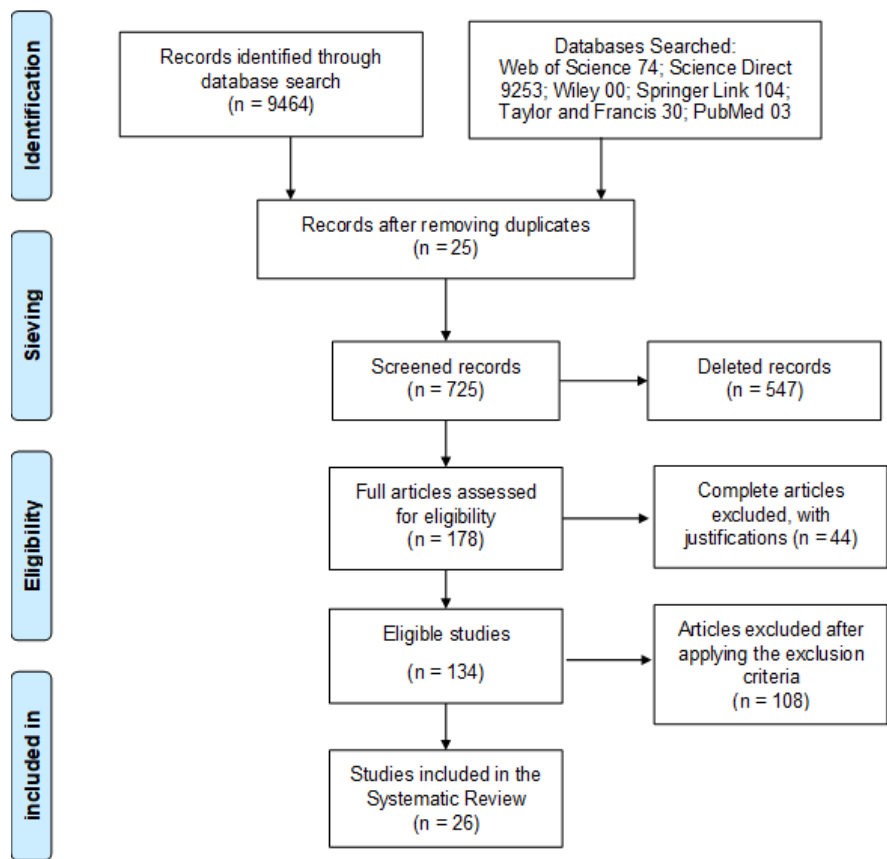 Identification
Records identified through
database search
(n = 9464)
Databases Searched:
Web of Science 74; Science Direct
9253; Wiley 00; Springer Link 104;
Taylor and Francis 30; PubMed 03
Records after removing duplicates
(n = 25)
Sieving
Screened records
(n = 725)
Deleted records
(n = 547)
Eligibility
Full articles assessed
for eligibility
(n = 178)
Complete articles
excluded, with
justifications (n = 44)
Eligible studies
(n = 134)
Articles excluded after
applying the exclusion
criteria
(n = 108)
included in
Studies included in the
Systematic Review
(n = 26)